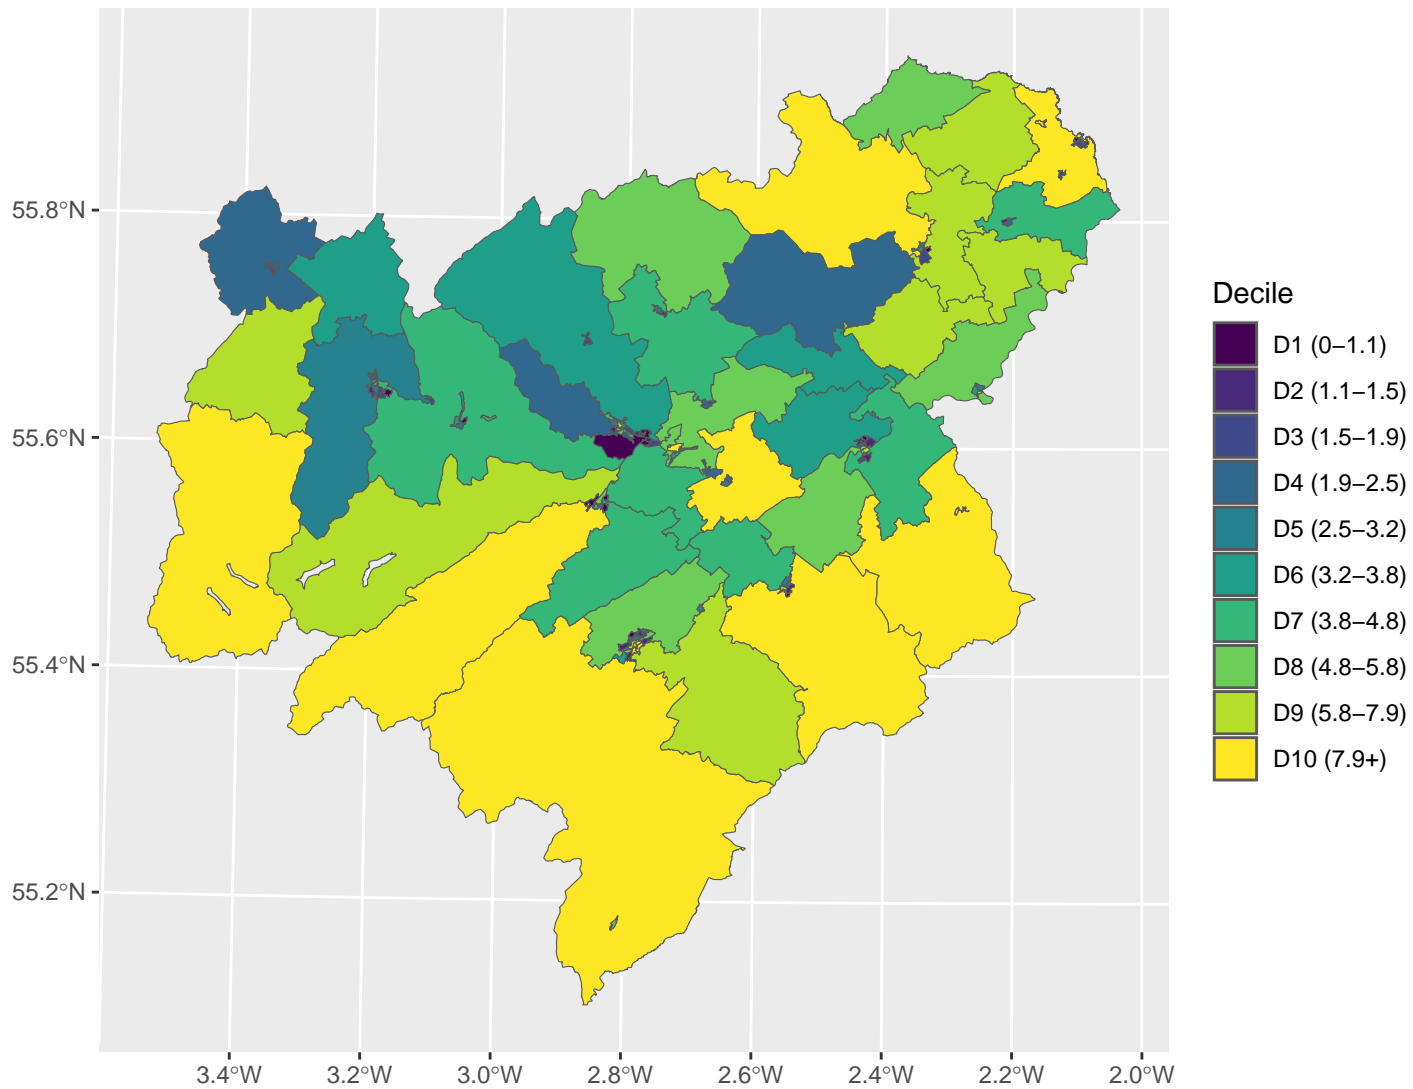 55.8°N
55.6°N
55.4°N
55.2°N
3.4°W 3.2°W 3.0°W 2.8°W 2.6°W 2.4°W 2.2°W 2.0°W
Decile
D1 (0−1.1)
D2 (1.1−1.5)
D3 (1.5−1.9)
D4 (1.9−2.5)
D5 (2.5−3.2)
D6 (3.2−3.8)
D7 (3.8−4.8)
D8 (4.8−5.8)
D9 (5.8−7.9)
D10 (7.9+)